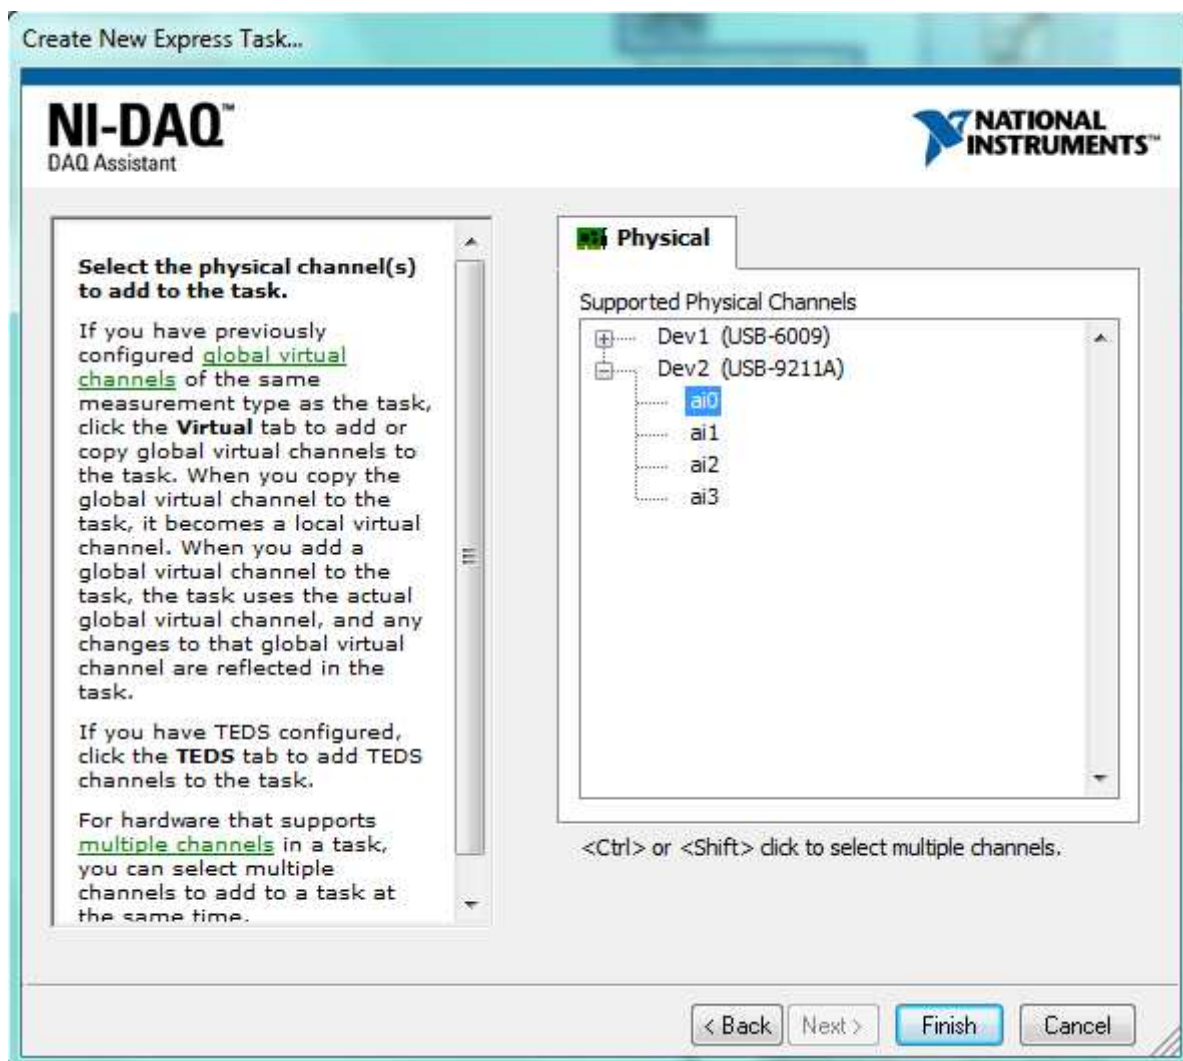 Create New Express Task...
NI-DAQ™
DAQ Assistant
NATIONAL
INSTRUMENTS™
Select the physical channel(s)
to add to the task.
If you have previously
configured global virtual
channels of the same
measurement type as the task,
click the Virtual tab to add or
copy global virtual channels to
the task. When you copy the
global virtual channel to the
task, it becomes a local virtual
channel. When you add a
global virtual channel to the
task, the task uses the actual
global virtual channel, and any
changes to that global virtual
channel are reflected in the
task.
If you have TEDS configured,
click the TEDS tab to add TEDS
channels to the task.
For hardware that supports
multiple channels in a task,
you can select multiple
channels to add to a task at
the same time.
Physical
Supported Physical Channels
Dev1 (USB-6009)
Dev2 (USB-9211A)
ai0
ai1
ai2
ai3
<Ctrl> or <Shift> click to select multiple channels.
< Back Next > Finish Cancel